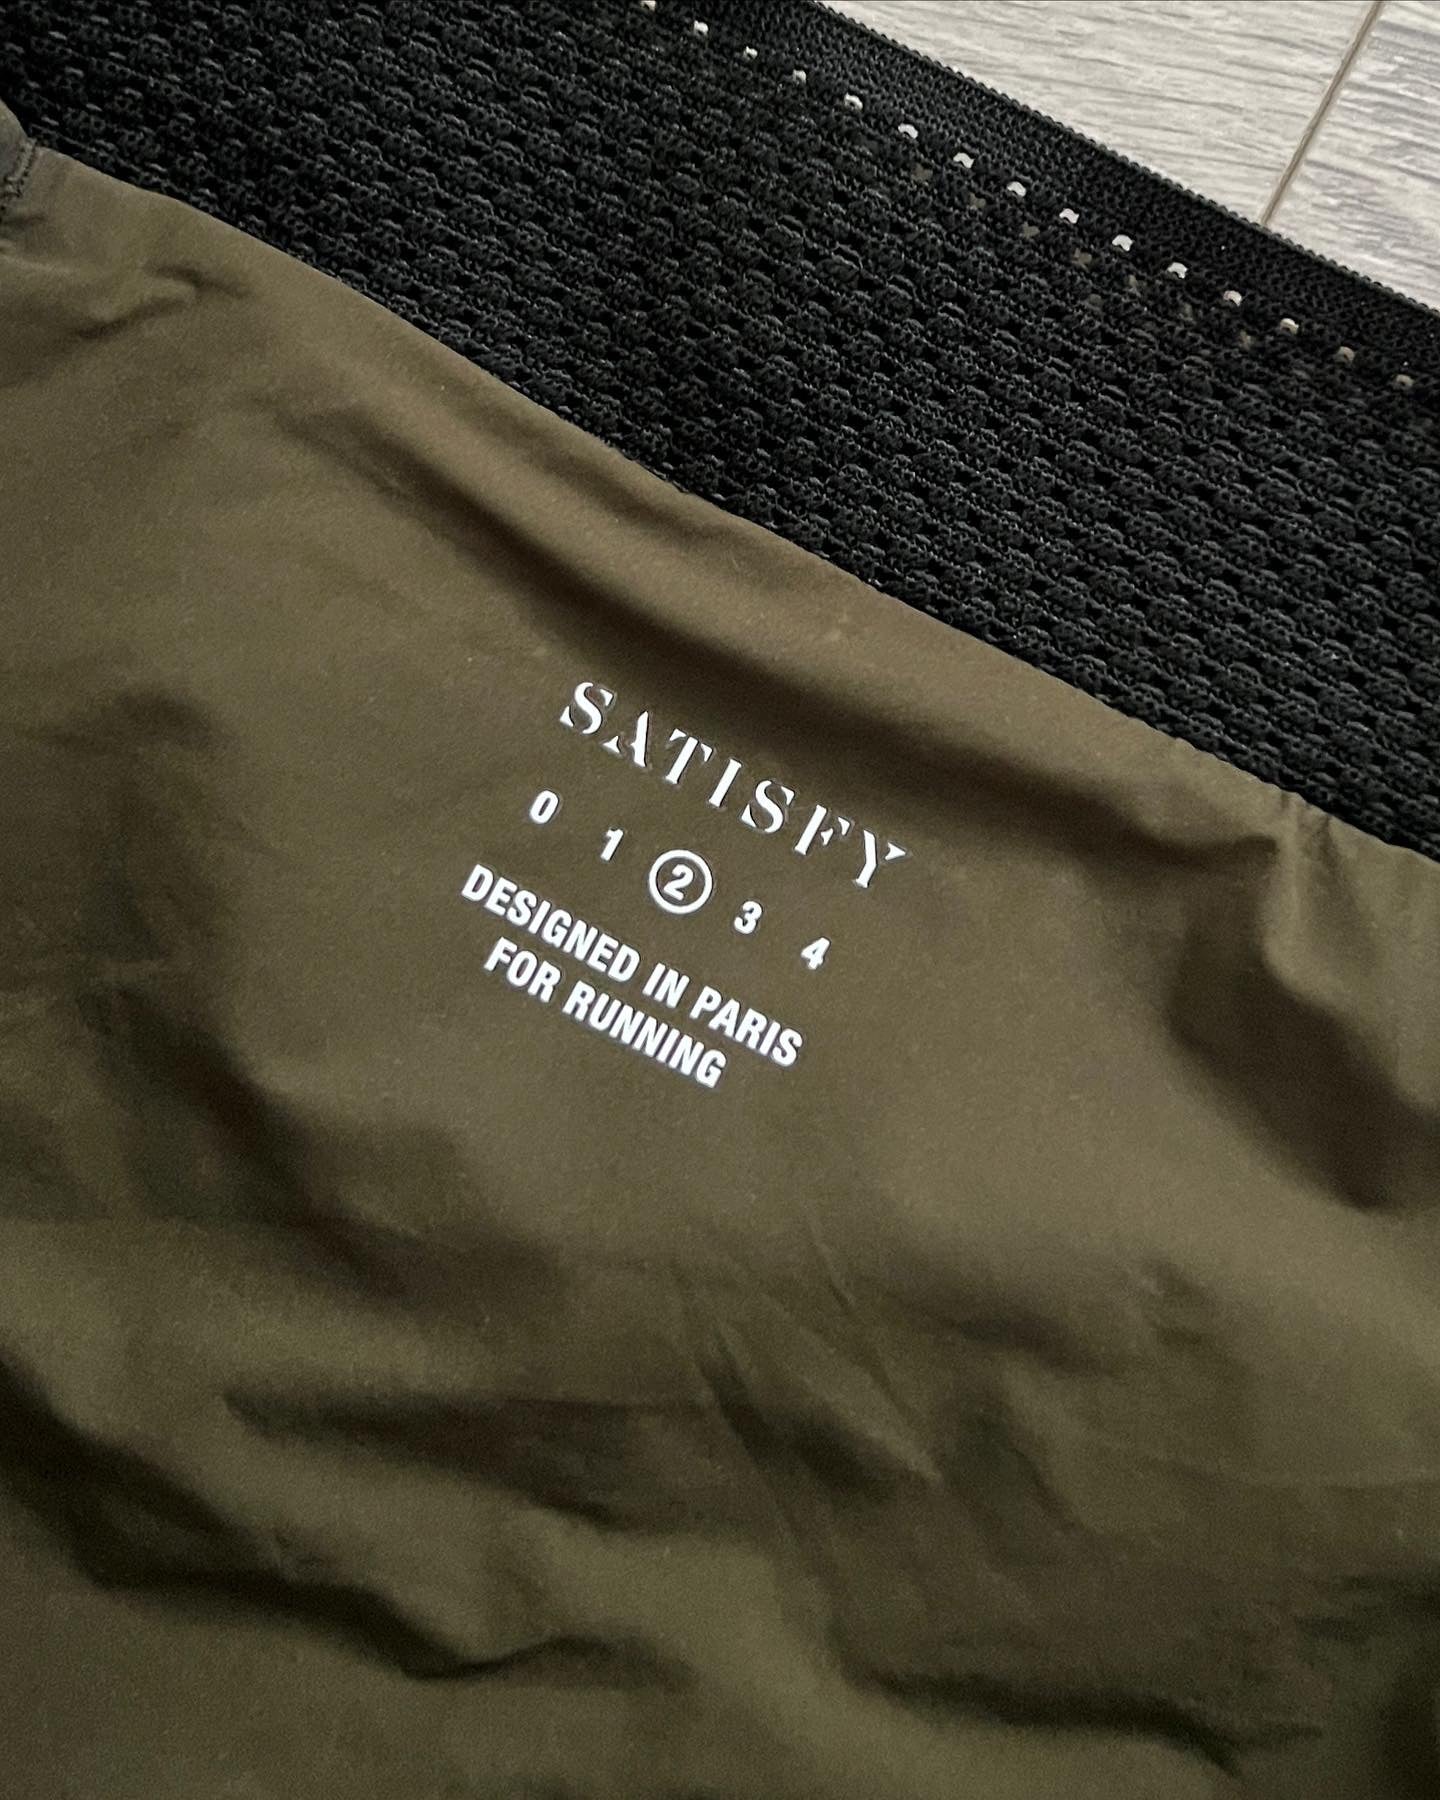 SATISFY
0 1 2 3 4
DESIGNED IN PARIS
FOR RUNNING